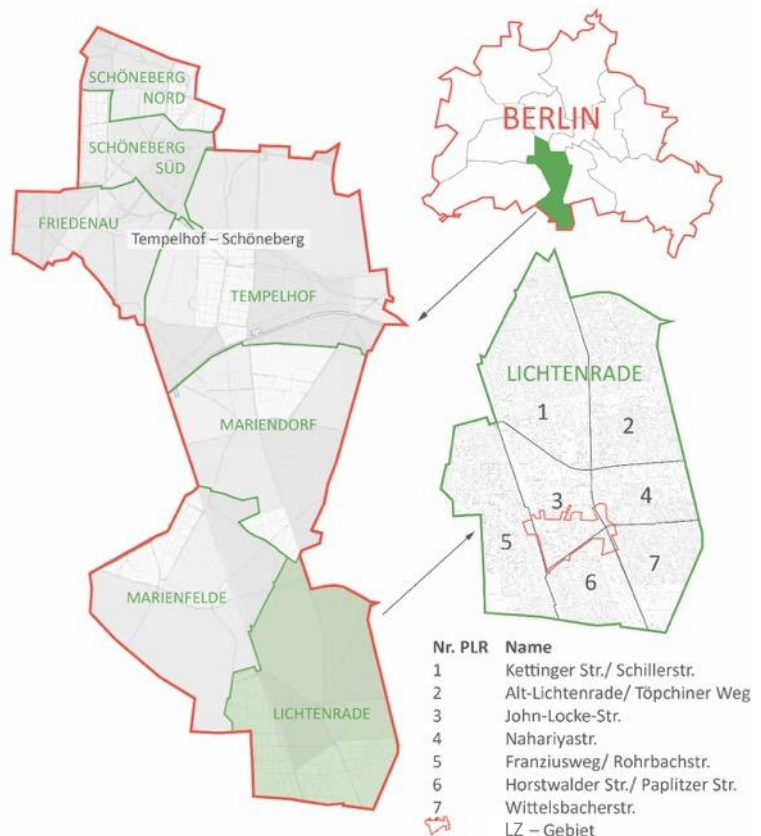 SCHÖNEBERG
NORD
SCHÖNEBERG
SÜD
FRIEDENAU
Tempelhof – Schöneberg
TEMPELHOF
MARIENDORF
MARIENFELDE
LICHTENRADE
BERLIN
LICHTENRADE
1
2
3
4
5
6
7
Nr. PLR Name
1 Kettinger Str./ Schillerstr.
2 Alt-Lichtenrade/ Töpchiner Weg
3 John-Locke-Str.
4 Nahariyastr.
5 Franziusweg/ Rohrbachstr.
6 Horstwalder Str./ Paplitzer Str.
7 Wittelsbacherstr.
LZ – Gebiet